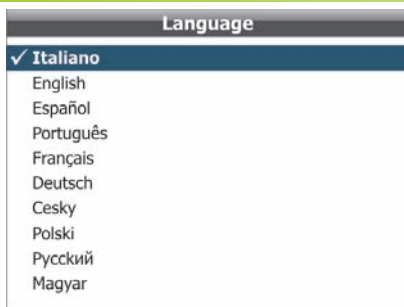 Language
✓ Italiano
English
Español
Português
Français
Deutsch
Cesky
Polski
Русский
Magyar